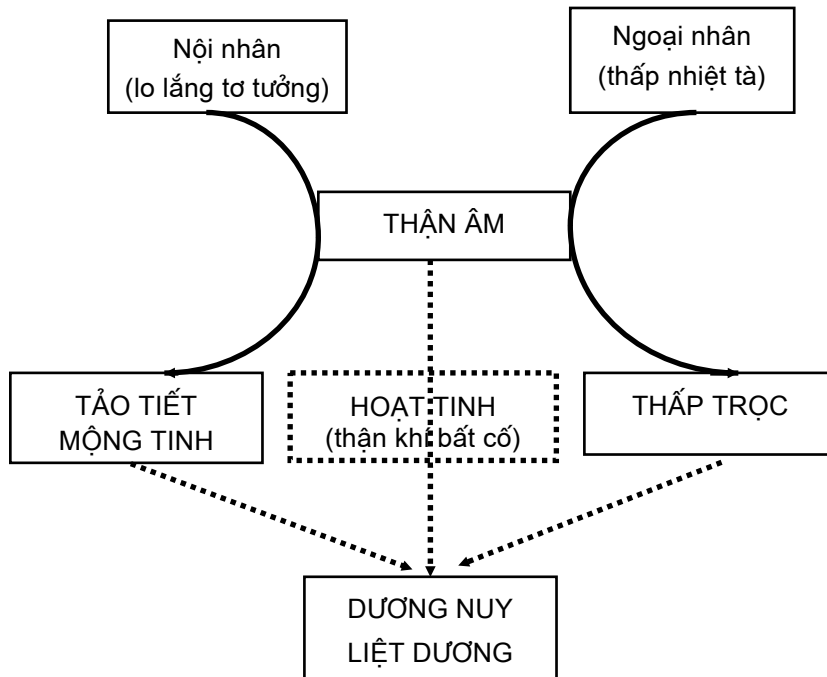 Nội nhân
(lo lắng tơ tưởng)
Ngoại nhân
(thấp nhiệt tà)
THẬN ÂM
TẢO TIẾT
MỘNG TINH
HOẠT TINH
(thận khí bất cố)
THẤP TRỌC
DƯƠNG NUY
LIỆT DƯƠNG